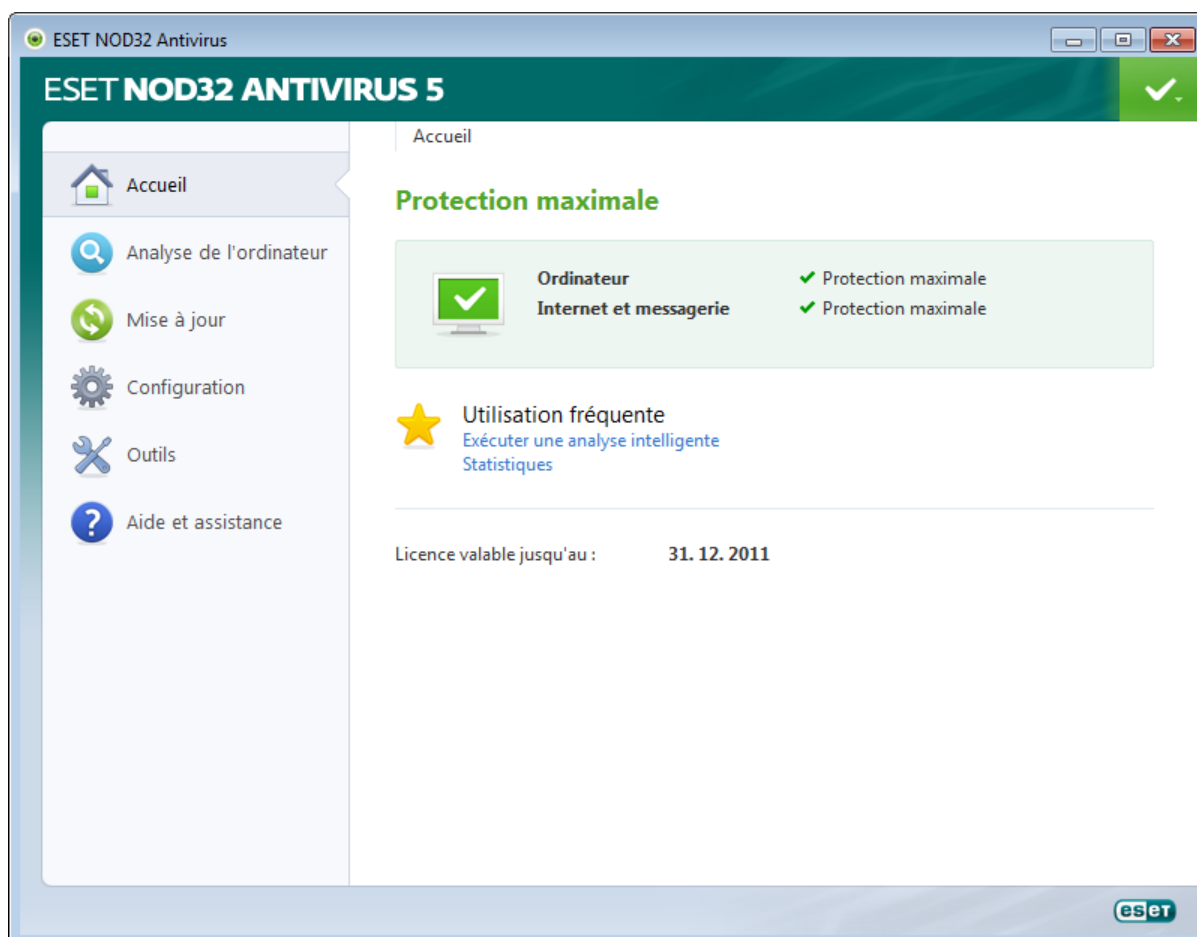 ESET NOD32 Antivirus
ESET NOD32 ANTIVIRUS 5
Accueil
Analyse de l'ordinateur
Mise à jour
Configuration
Outils
Aide et assistance
Accueil
Protection maximale
Ordinateur ✔ Protection maximale
Internet et messagerie ✔ Protection maximale
Utilisation fréquente
Exécuter une analyse intelligente
Statistiques
Licence valable jusqu'au : 31. 12. 2011
eset